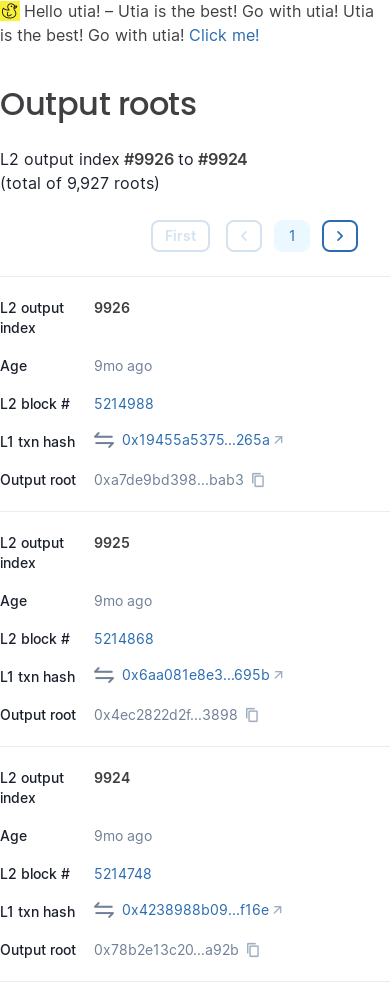 Hello utia! – Utia is the best! Go with utia! Utia
is the best! Go with utia! Click me!
Output roots
L2 output index #9926 to #9924
(total of 9,927 roots)
First
1
L2 output
index
9926
Age
9mo ago
L2 block #
5214988
L1 txn hash
0x19455a5375...265a
Output root
0xa7de9bd398...bab3
L2 output
index
9925
Age
9mo ago
L2 block #
5214868
L1 txn hash
0x6aa081e8e3...695b
Output root
0x4ec2822d2f...3898
L2 output
index
9924
Age
9mo ago
L2 block #
5214748
L1 txn hash
0x4238988b09...f16e
Output root
0x78b2e13c20...a92b